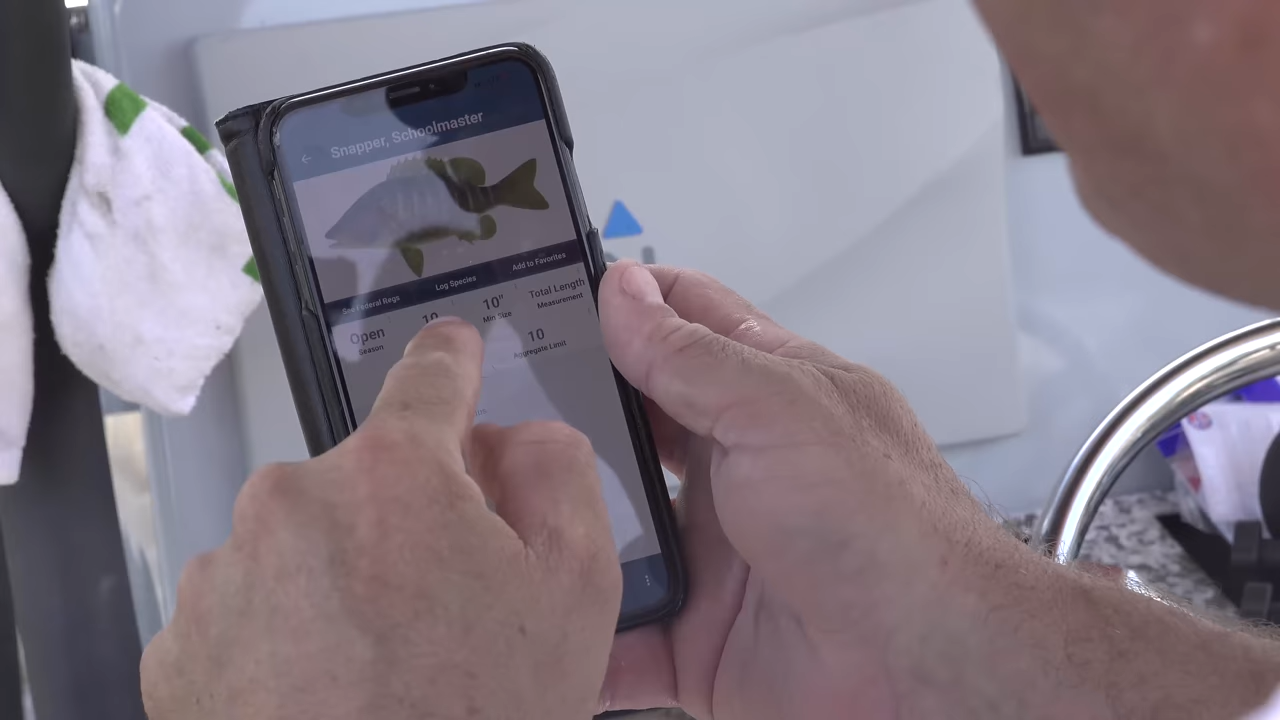 Snapper, Schoolmaster
See Federal Regs Log Species Add to Favorites
Open 10 10" Total Length
Season Min Size Measurement
10
Aggregate Limit